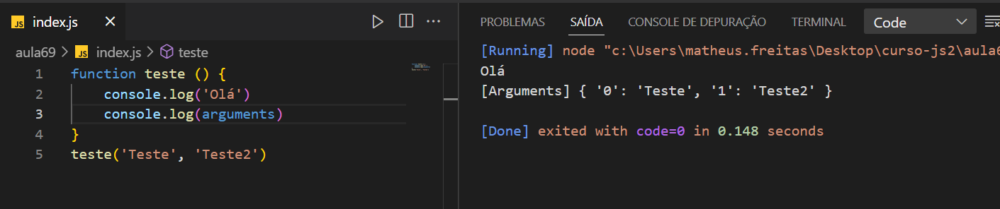 JS index.js ×
aula69 > JS index.js > teste
1 function teste () {
2 console.log('Olá')
3 console.log(arguments)
4 }
5 teste('Teste', 'Teste2')
PROBLEMAS SAÍDA CONSOLE DE DEPURAÇÃO TERMINAL Code
[Running] node "c:\Users\matheus.freitas\Desktop\curso-js2\aula6
Olá
[Arguments] { '0': 'Teste', '1': 'Teste2' }
[Done] exited with code=0 in 0.148 seconds